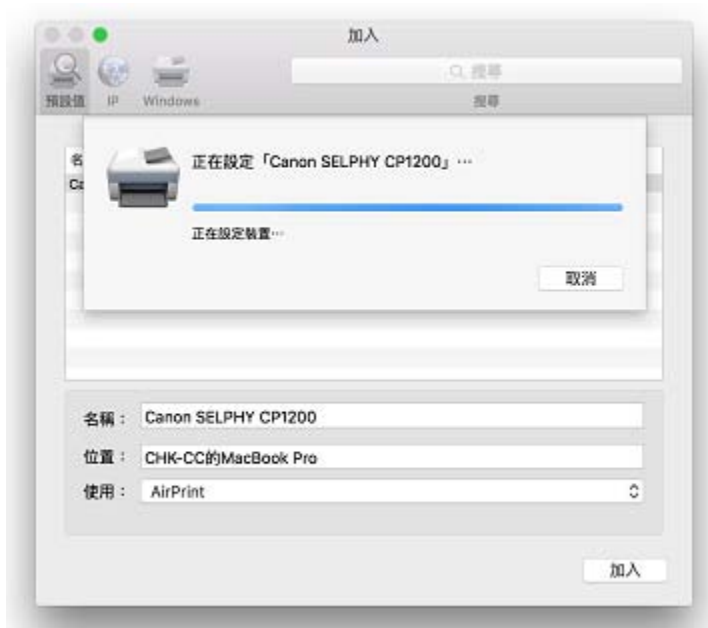 加入
搜尋
預設值 IP Windows 搜尋
名
Ca
正在設定「Canon SELPHY CP1200」…
正在設定裝置…
取消
名稱： Canon SELPHY CP1200
位置： CHK-CC的MacBook Pro
使用： AirPrint
加入